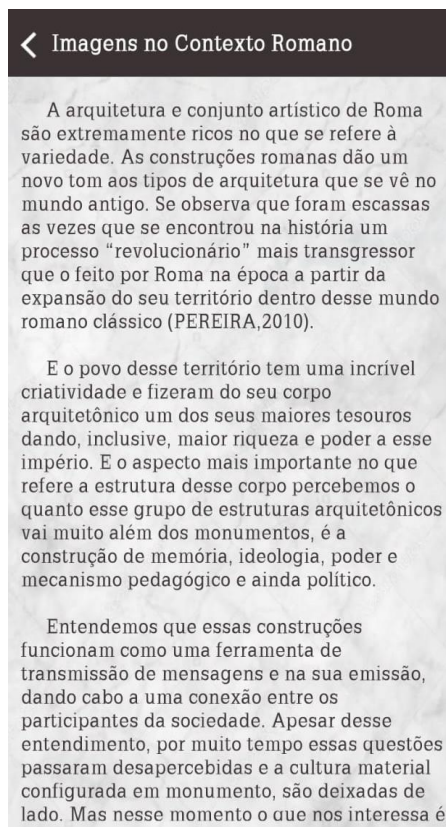 Imagens no Contexto Romano
A arquitetura e conjunto artístico de Roma
são extremamente ricos no que se refere à
variedade. As construções romanas dão um
novo tom aos tipos de arquitetura que se vê no
mundo antigo. Se observa que foram escassas
as vezes que se encontrou na história um
processo “revolucionário” mais transgressor
que o feito por Roma na época a partir da
expansão do seu território dentro desse mundo
romano clássico (PEREIRA,2010).
E o povo desse território tem uma incrível
criatividade e fizeram do seu corpo
arquitetônico um dos seus maiores tesouros
dando, inclusive, maior riqueza e poder a esse
império. E o aspecto mais importante no que
refere a estrutura desse corpo percebemos o
quanto esse grupo de estruturas arquitetônicos
vai muito além dos monumentos, é a
construção de memória, ideologia, poder e
mecanismo pedagógico e ainda político.
Entendemos que essas construções
funcionam como uma ferramenta de
transmissão de mensagens e na sua emissão,
dando cabo a uma conexão entre os
participantes da sociedade. Apesar desse
entendimento, por muito tempo essas questões
passaram desapercebidas e a cultura material
configurada em monumento, são deixadas de
lado. Mas nesse momento o que nos interessa é